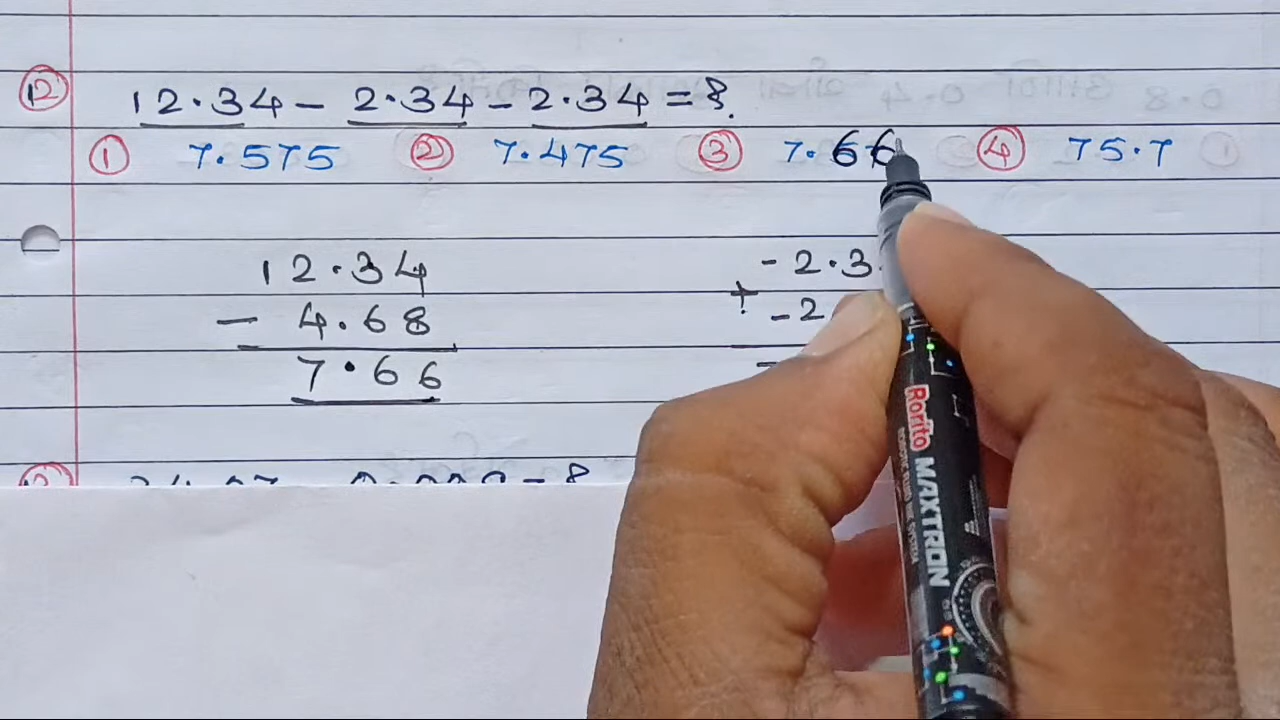 12 12.34 - 2.34 - 2.34 = ?
1 7.575 2 7.475 3 7.66 4 75.7
12.34
- 4.68
7.66
- 2.3
+ - 2
Rorito MAXTRON